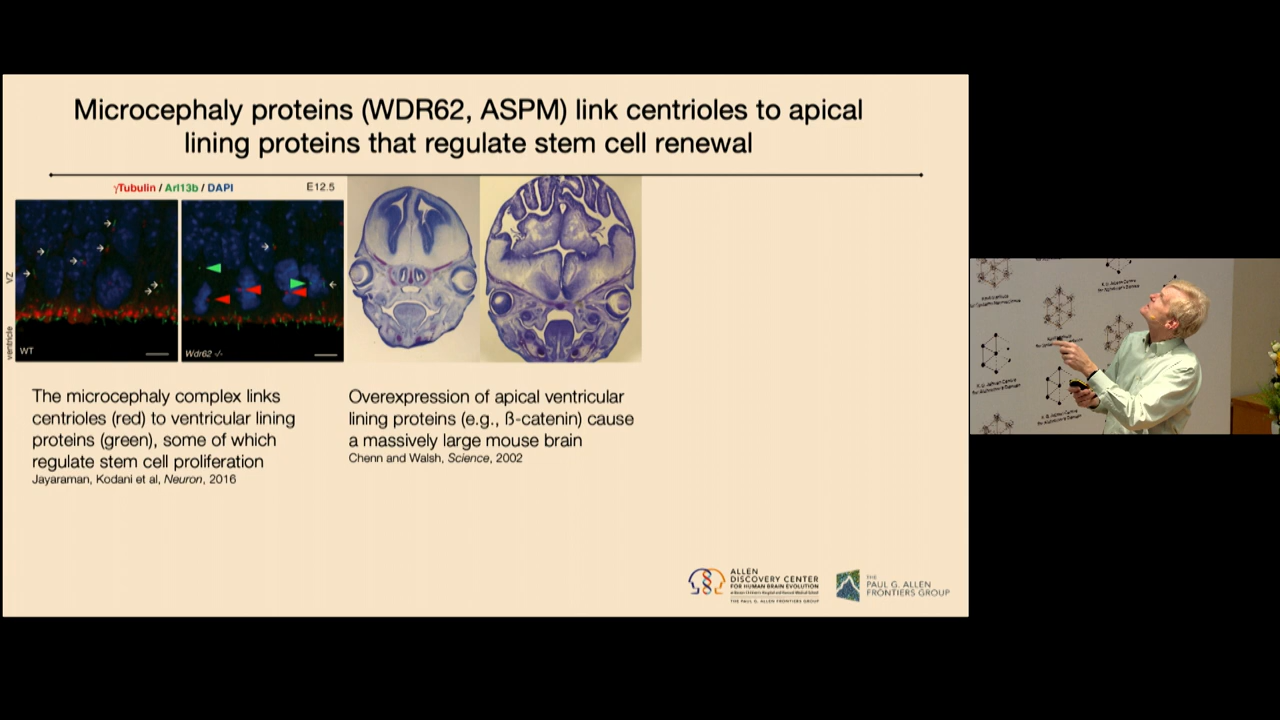 Microcephaly proteins (WDR62, ASPM) link centrioles to apical
lining proteins that regulate stem cell renewal
γTubulin / Arl13b / DAPI
E12.5
VZ
ventricle
WT
Wdr62 -/-
The microcephaly complex links
centrioles (red) to ventricular lining
proteins (green), some of which
regulate stem cell proliferation
Jayaraman, Kodani et al, Neuron, 2016
Overexpression of apical ventricular
lining proteins (e.g., ß-catenin) cause
a massively large mouse brain
Chenn and Walsh, Science, 2002
ALLEN
DISCOVERY CENTER
FOR HUMAN BRAIN EVOLUTION
at Boston Children's Hospital and Harvard Medical School
THE PAUL G. ALLEN FRONTIERS GROUP
THE
PAUL G. ALLEN
FRONTIERS GROUP